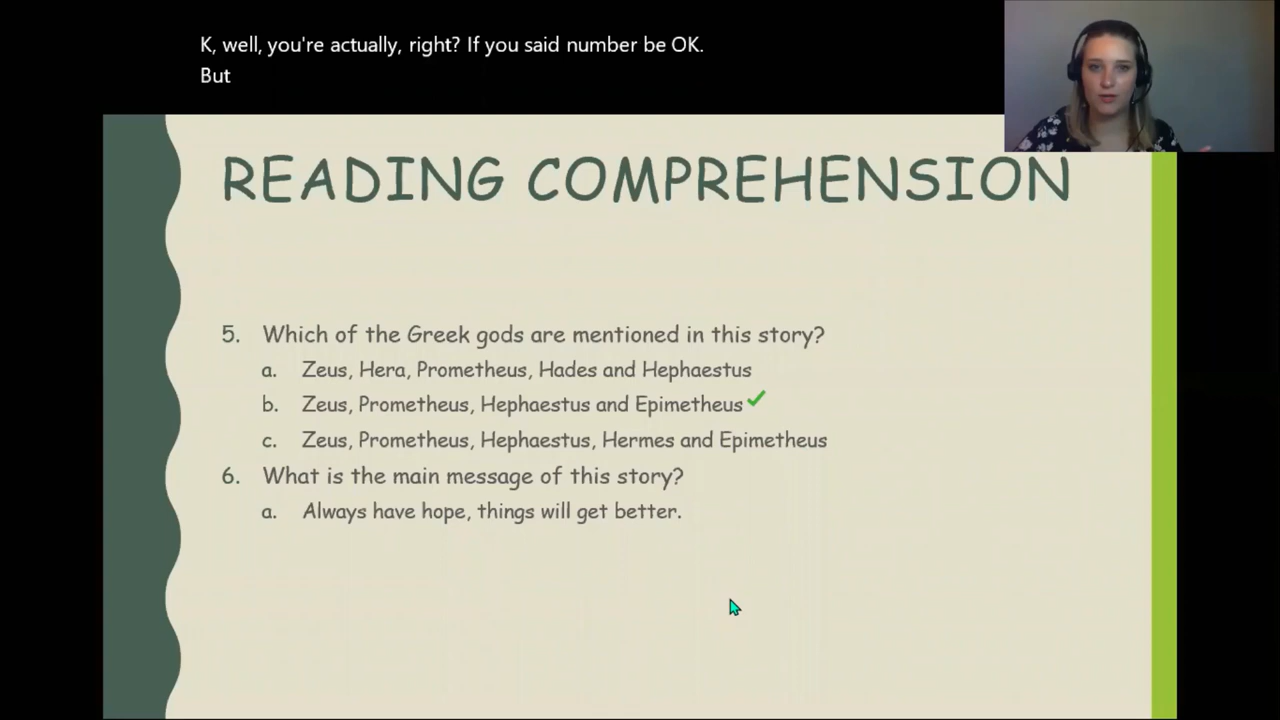 K, well, you're actually, right? If you said number be OK.
But
READING COMPREHENSION
5. Which of the Greek gods are mentioned in this story?
a. Zeus, Hera, Prometheus, Hades and Hephaestus
b. Zeus, Prometheus, Hephaestus and Epimetheus
c. Zeus, Prometheus, Hephaestus, Hermes and Epimetheus
6. What is the main message of this story?
a. Always have hope, things will get better.